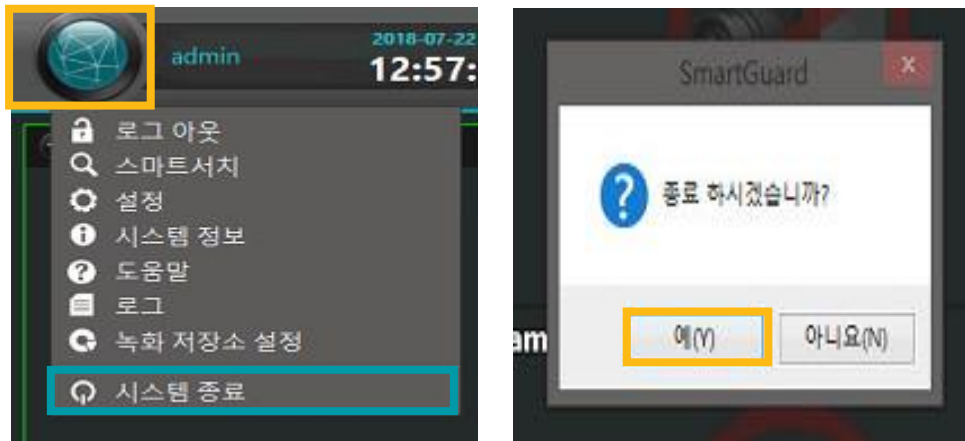 admin
2018-07-22
12:57:
로그 아웃
스마트서치
설정
시스템 정보
도움말
로그
녹화 저장소 설정
시스템 종료
SmartGuard
종료 하시겠습니까?
am
예(Y)
아니요(N)